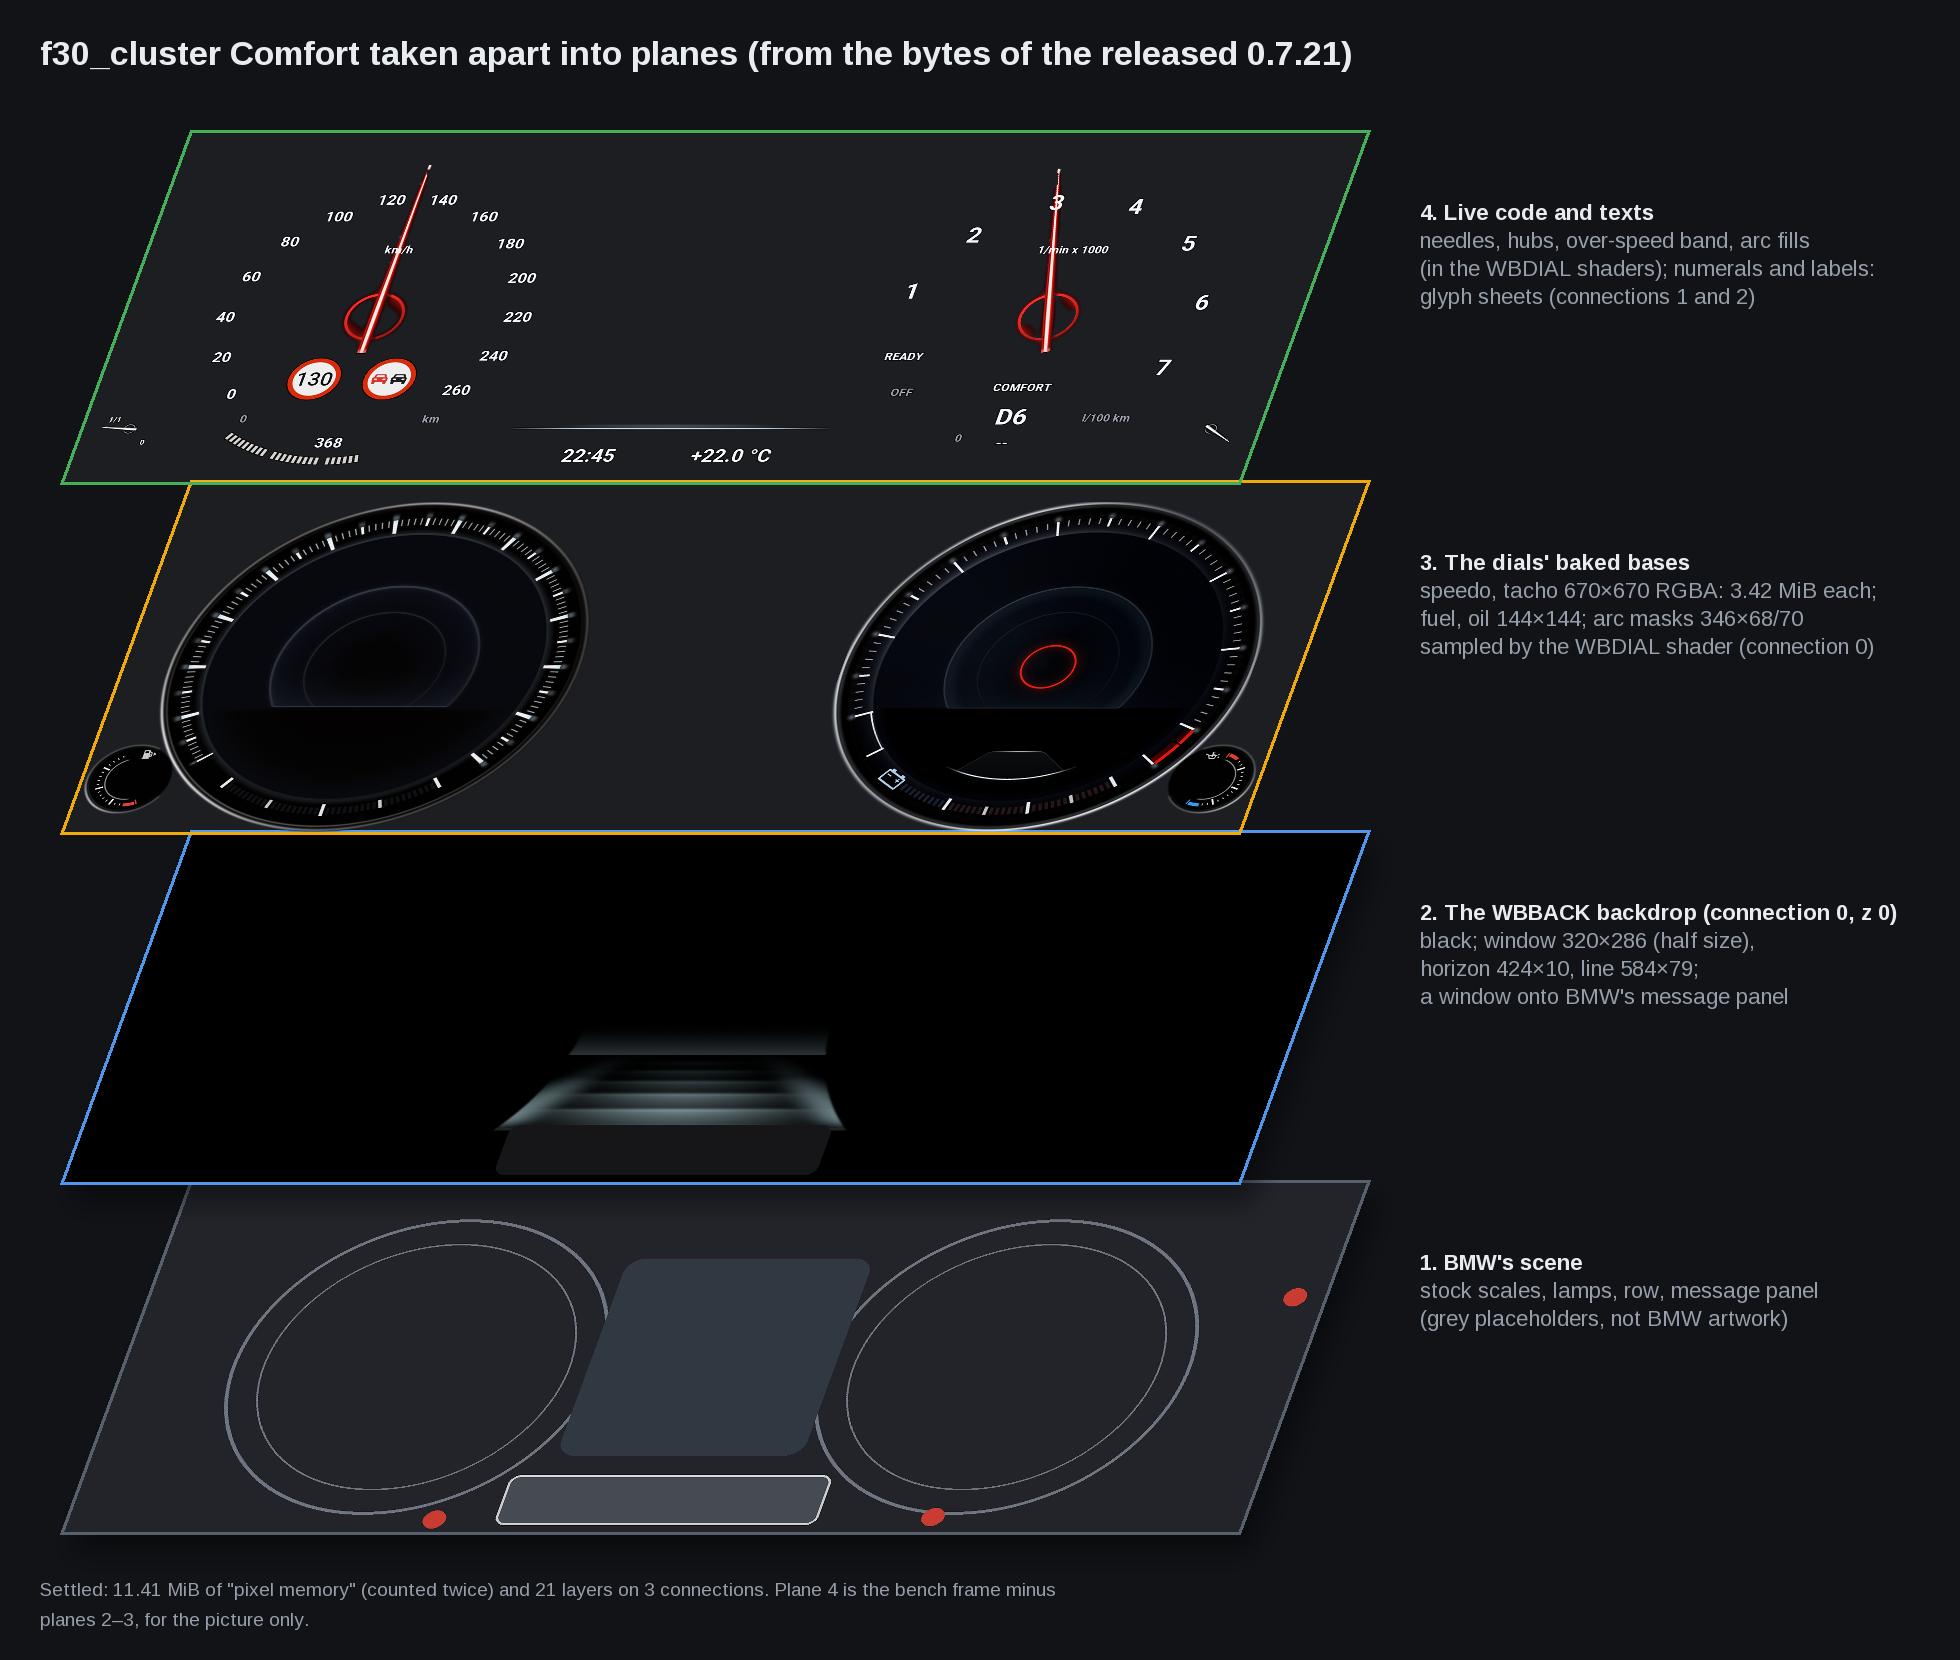 f30_cluster Comfort taken apart into planes (from the bytes of the released 0.7.21)
120 140
100 160
80 180
km/h
60 200
40 220
20 240
0 260
130
1/1
0
0 km
368
22:45 +22.0 °C
3
2 4
5
1/min x 1000
1
6
READY
7
OFF
COMFORT
D6
l/100 km
0
--
4. Live code and texts
needles, hubs, over-speed band, arc fills
(in the WBDIAL shaders); numerals and labels:
glyph sheets (connections 1 and 2)
3. The dials' baked bases
speedo, tacho 670×670 RGBA: 3.42 MiB each;
fuel, oil 144×144; arc masks 346×68/70
sampled by the WBDIAL shader (connection 0)
2. The WBBACK backdrop (connection 0, z 0)
black; window 320×286 (half size),
horizon 424×10, line 584×79;
a window onto BMW's message panel
1. BMW's scene
stock scales, lamps, row, message panel
(grey placeholders, not BMW artwork)
Settled: 11.41 MiB of "pixel memory" (counted twice) and 21 layers on 3 connections. Plane 4 is the bench frame minus
planes 2–3, for the picture only.